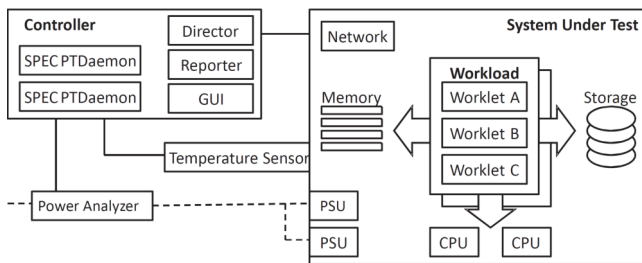 Controller
Director
SPEC PTDaemon
Reporter
SPEC PTDaemon
GUI
Temperature Sensor
Power Analyzer
System Under Test
Network
Workload
Memory
Worklet A
Storage
Worklet B
Worklet C
PSU
PSU
CPU
CPU